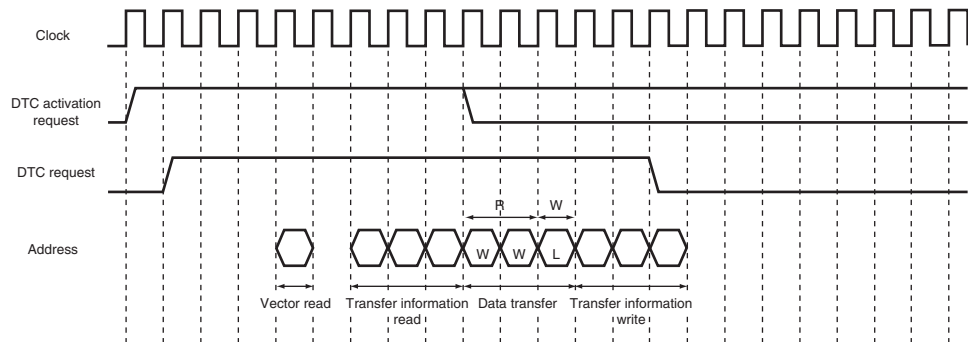 Clock
DTC activation
request
DTC request
R
W
Address
W
W
L
Vector read
Transfer information
read
Data transfer
Transfer information
write